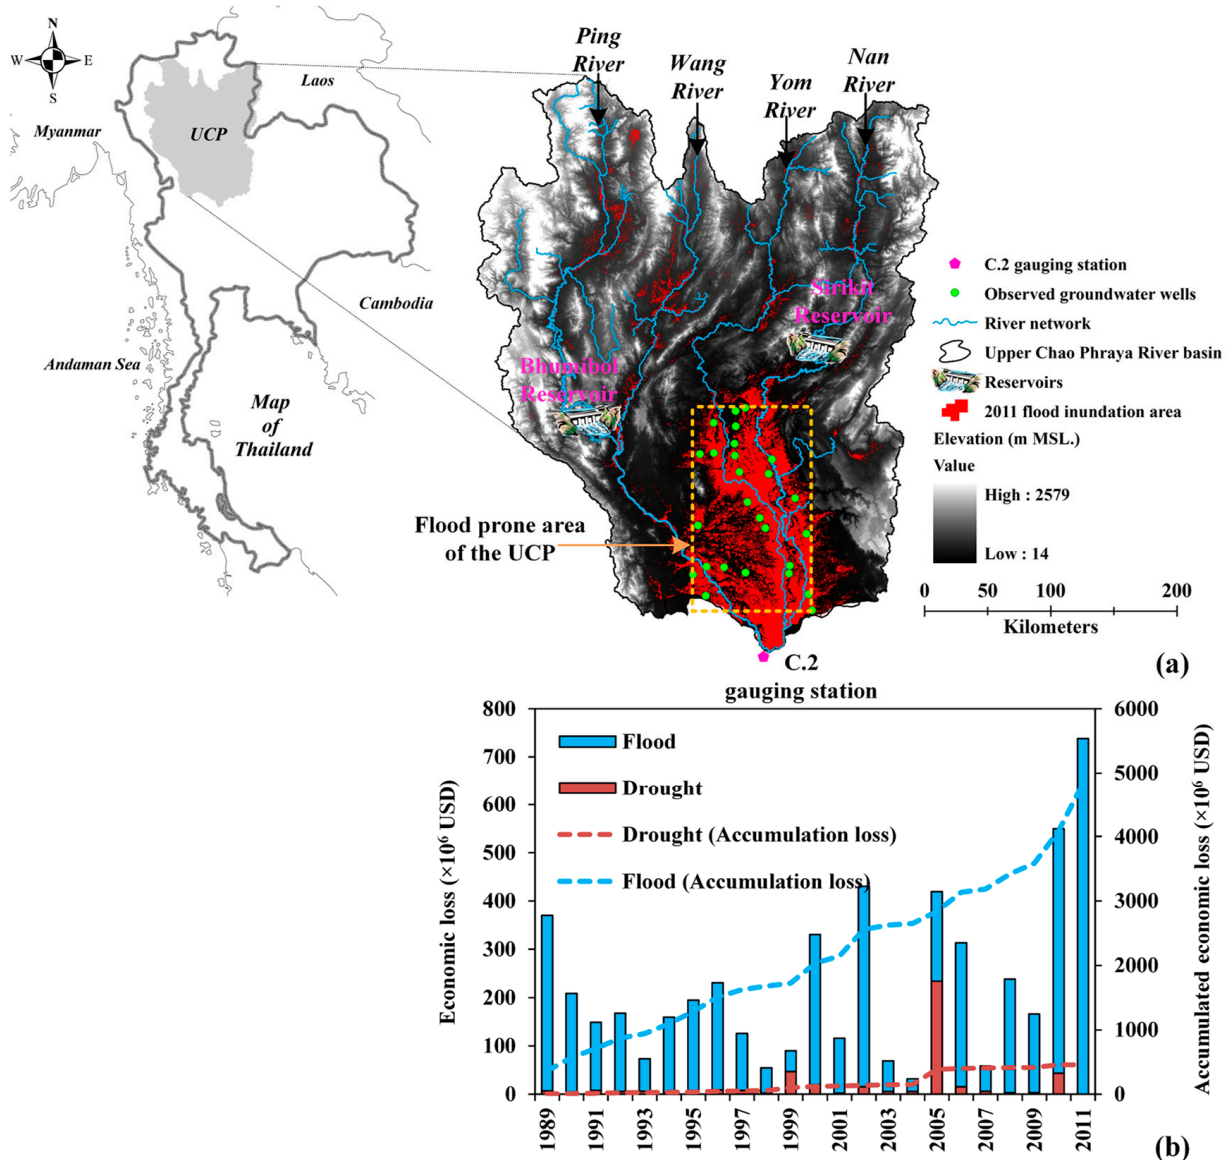 N
W
E
S
Laos
Myanmar
UCP
Cambodia
Andaman Sea
Map
of
Thailand
Ping
River
Wang
River
Yom
River
Nan
River
Sirikit
Reservoir
Bhumibol
Reservoir
Flood prone area
of the UCP
C.2 gauging station
Observed groundwater wells
River network
Upper Chao Phraya River basin
Reservoirs
2011 flood inundation area
Elevation (m MSL.)
Value
High : 2579
Low : 14
0 50 100 200
Kilometers
C.2
gauging station
(a)
Economic loss (×10⁶ USD)
800
700
600
500
400
300
200
100
0
Flood
Drought
Drought (Accumulation loss)
Flood (Accumulation loss)
6000
5000
4000
3000
2000
1000
0
Accumulated economic loss (×10⁶ USD)
1989 1991 1993 1995 1997 1999 2001 2003 2005 2007 2009 2011
(b)